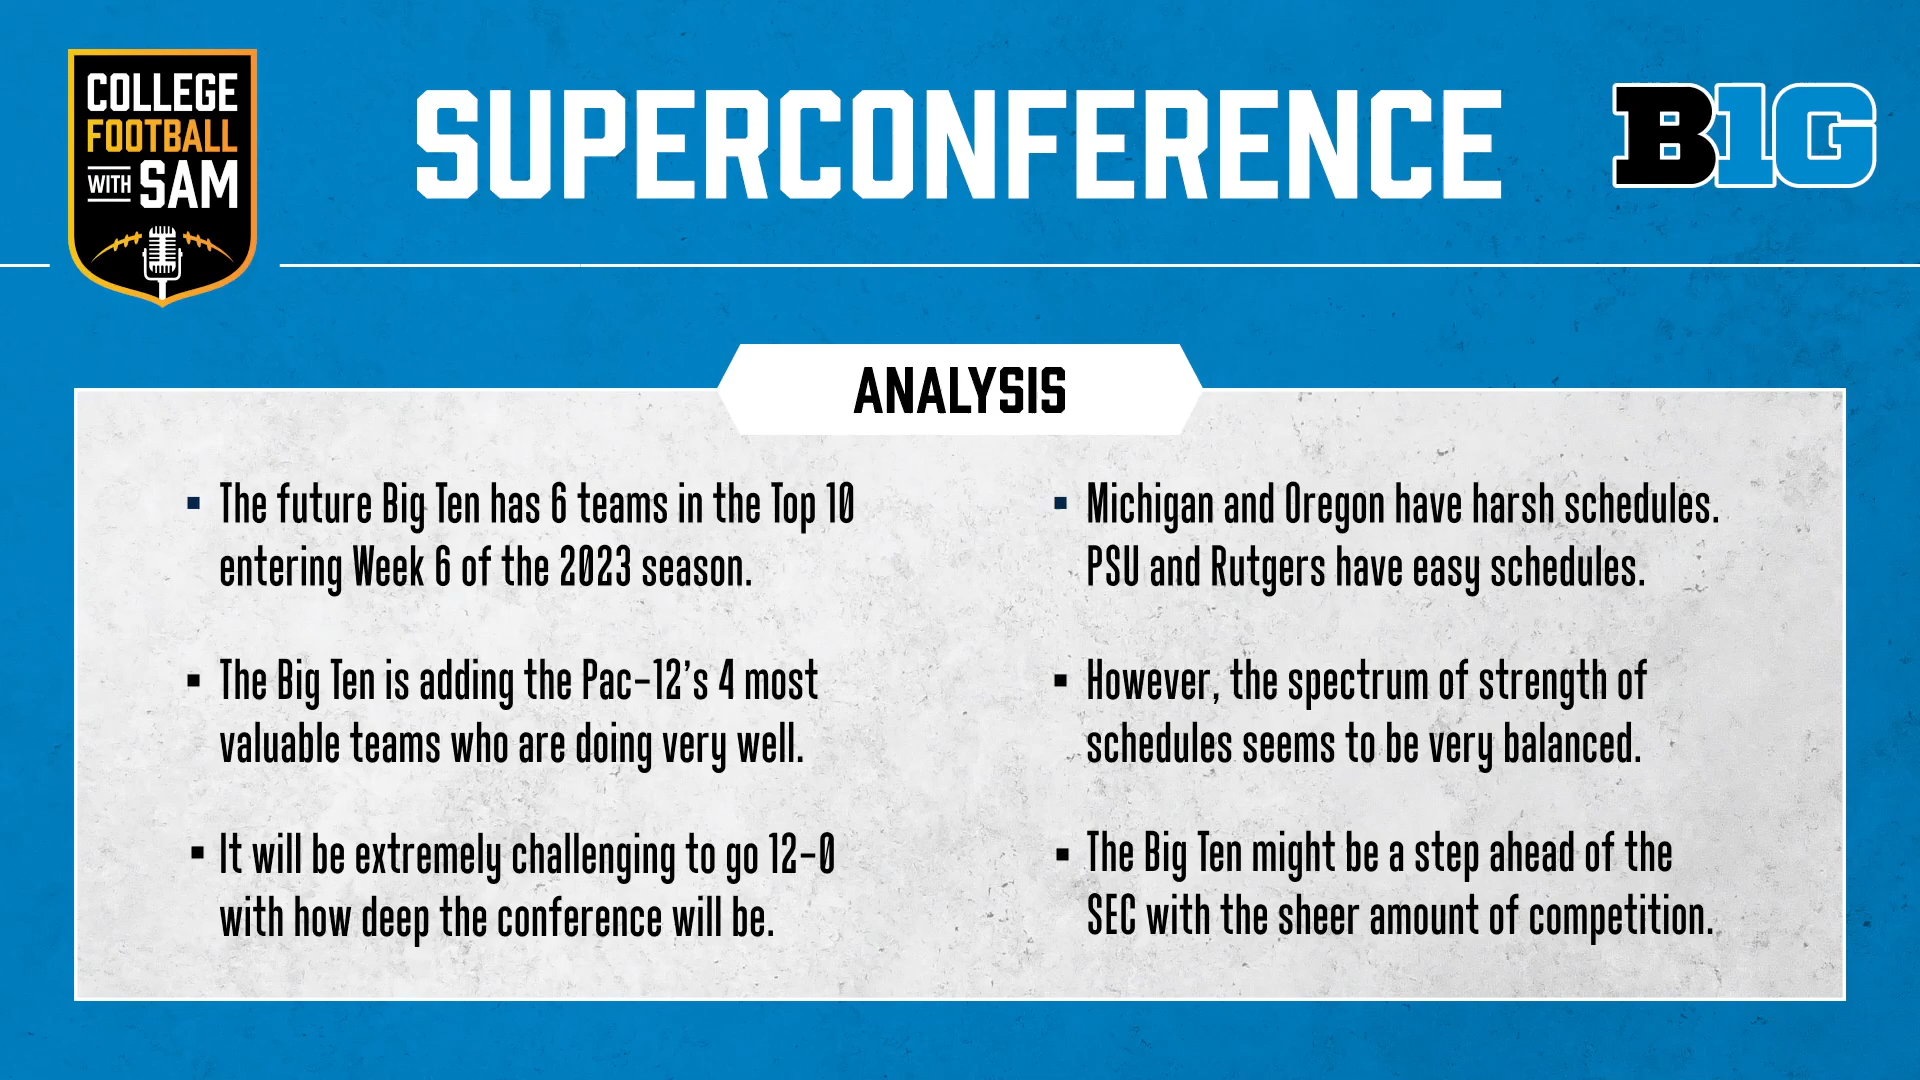 COLLEGE
FOOTBALL
WITH SAM
SUPERCONFERENCE
B1G
ANALYSIS
▪ The future Big Ten has 6 teams in the Top 10
entering Week 6 of the 2023 season.
▪ The Big Ten is adding the Pac-12's 4 most
valuable teams who are doing very well.
▪ It will be extremely challenging to go 12-0
with how deep the conference will be.
▪ Michigan and Oregon have harsh schedules.
PSU and Rutgers have easy schedules.
▪ However, the spectrum of strength of
schedules seems to be very balanced.
▪ The Big Ten might be a step ahead of the
SEC with the sheer amount of competition.